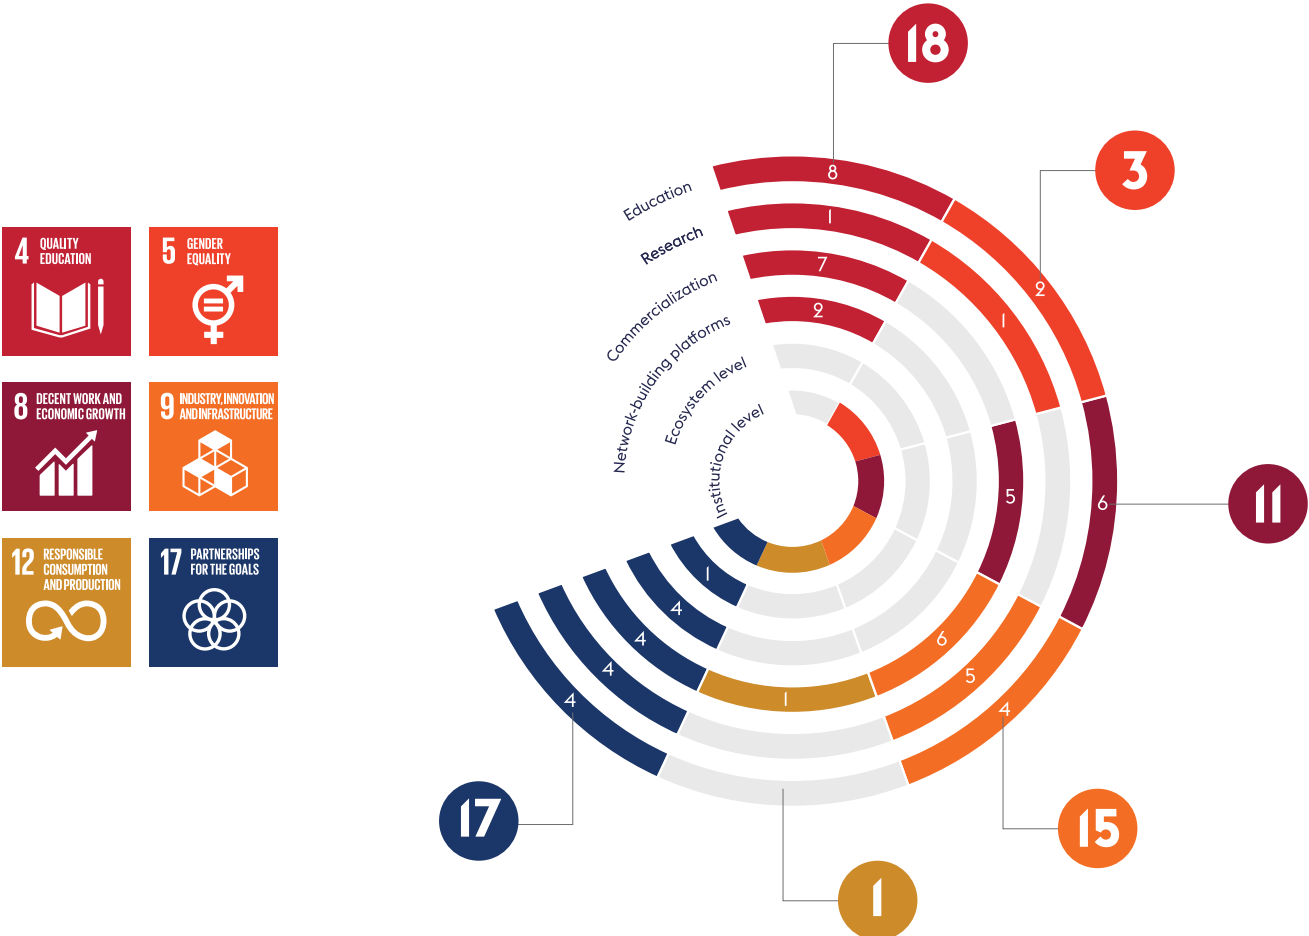 4 QUALITY
EDUCATION
5 GENDER
EQUALITY
8 DECENT WORK AND
ECONOMIC GROWTH
9 INDUSTRY, INNOVATION
AND INFRASTRUCTURE
12 RESPONSIBLE
CONSUMPTION
AND PRODUCTION
17 PARTNERSHIPS
FOR THE GOALS
18
3
11
15
1
17
Education
Research
Commercialization
Network-building platforms
Ecosystem level
Institutional level
8
2
6
4
4
1
1
5
4
7
5
6
1
4
2
4
1